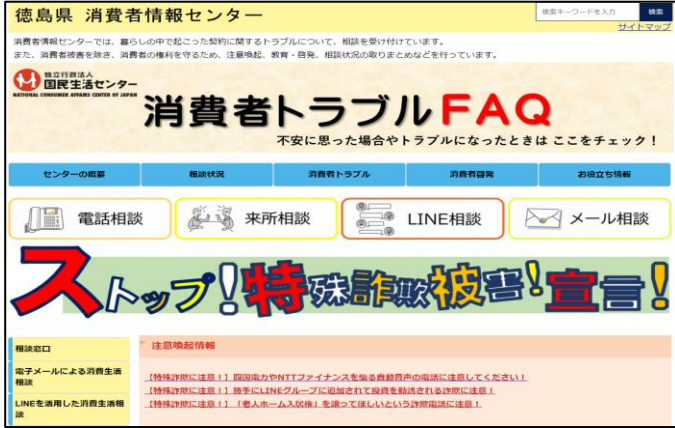 徳島県 消費者情報センター
検索キーワードを入力 検索
サイトマップ
消費者情報センターでは、暮らしの中で起こった契約に関するトラブルについて、相談を受け付けています。
また、消費者被害を除き、消費者の権利を守るため、注意喚起、教育・啓発、相談状況の取りまとめなどを行っています。
独立行政法人
国民生活センター
NATIONAL CONSUMER AFFAIRS CENTER OF JAPAN
消費者トラブルFAQ
不安に思った場合やトラブルになったときは ここをチェック！
センターの概要 相談状況 消費者トラブル 消費者啓発 お役立ち情報
電話相談 来所相談 LINE相談 メール相談
ストップ！特殊詐欺被害！宣言！
相談窓口
電子メールによる消費生活
相談
LINEを活用した消費生活相
談
注意喚起情報
【特殊詐欺に注意！】四国電力やNTTファイナンスを騙る自動音声の電話に注意してください！
【特殊詐欺に注意！】勝手にLINEグループに追加されて投資を勧誘される詐欺に注意！
【特殊詐欺に注意！】「老人ホーム入居権」を譲ってほしいという詐欺電話に注意！